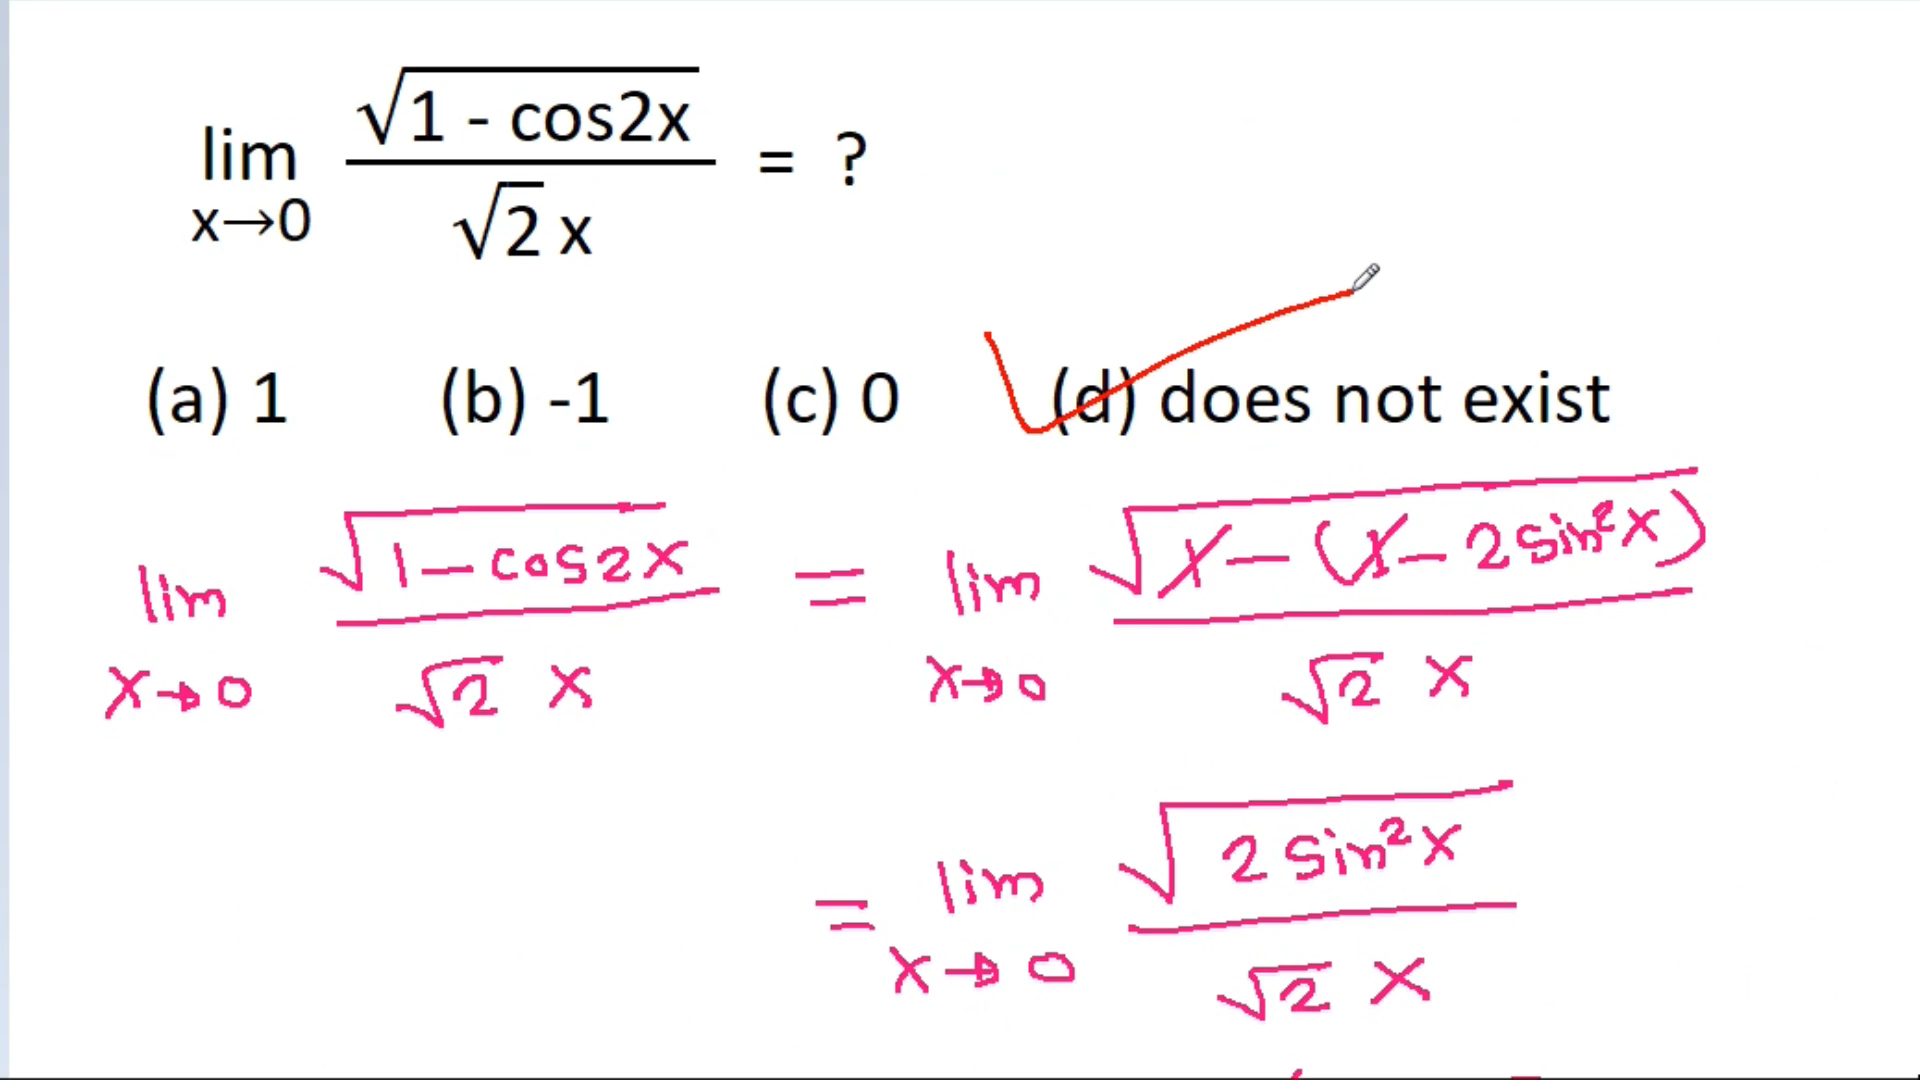 lim x→0 √(1 - cos2x) / (√2 x) = ?
(a) 1 (b) -1 (c) 0 (d) does not exist
lim x→0 √(1-cos2x) / (√2 x) = lim x→0 √(1-(1-2sin²x)) / (√2 x)
= lim x→0 √(2sin²x) / (√2 x)